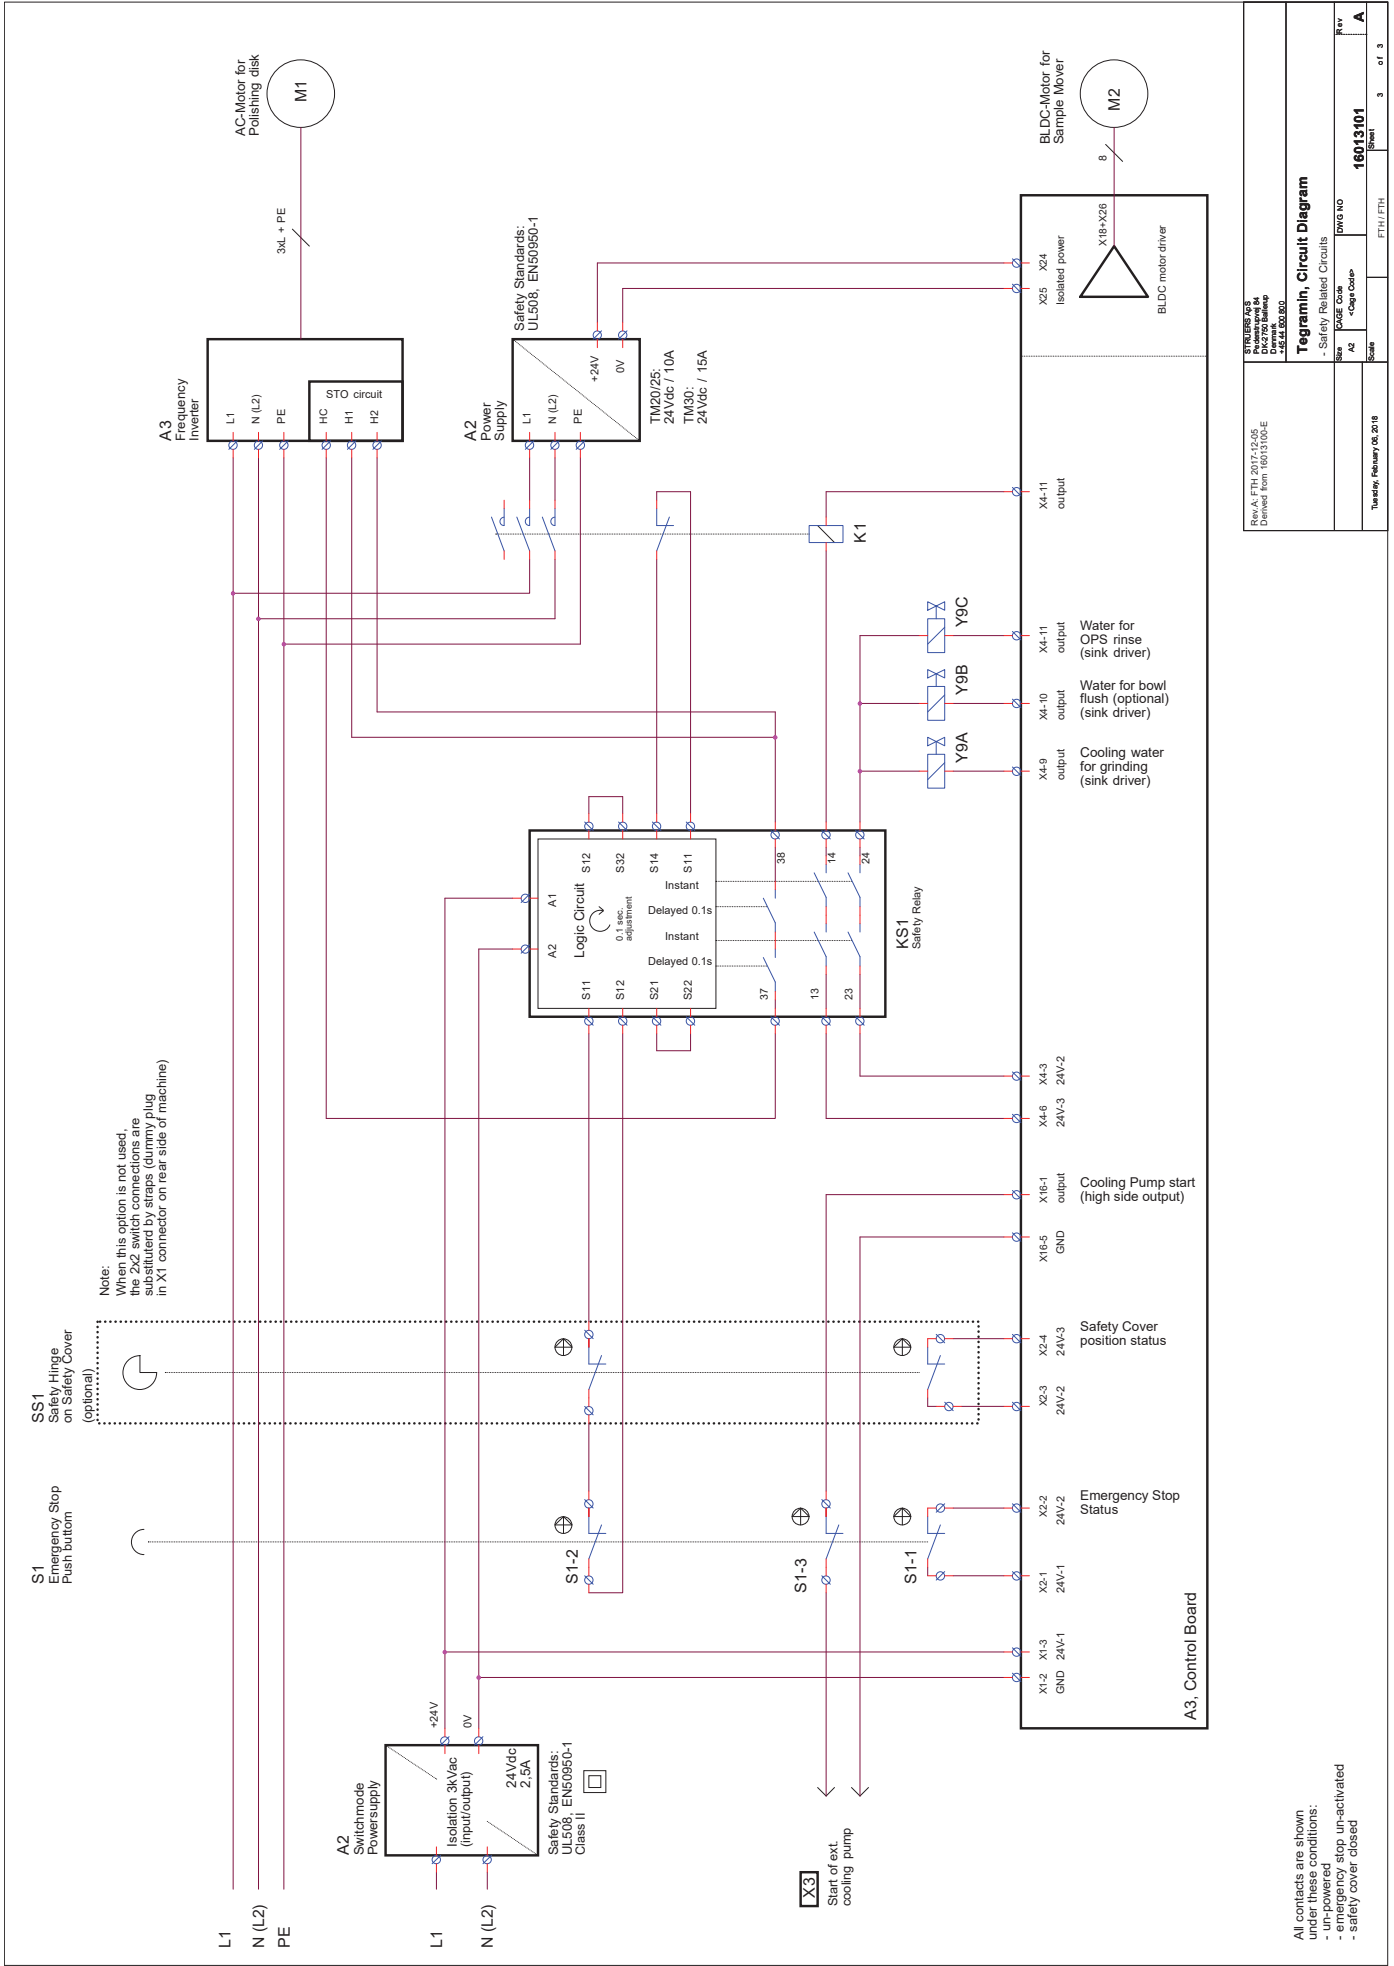 S1
Emergency Stop
Push buttom
SS1
Safety Hinge
on Safety Cover
(optional)
Note:
When this option is not used,
the 2x2 switch connections are
substituterd by straps (dummy plug
in X1 connector on rear side of machine)
A3
Frequency
Inverter
L1
N (L2)
PE
STO circuit
HC
H1
H2
3xL + PE
AC-Motor for
Polishing disk
M1
L1
N (L2)
PE
A2
Switchmode
Powersupply
Isolation 3kVac
(input/output)
24Vdc
2,5A
+24V
0V
Safety Standards:
UL508, EN50950-1
Class II
L1
N (L2)
A2
Power
Supply
L1
N (L2)
PE
+24V
0V
Safety Standards:
UL508, EN50950-1
TM20/25:
24Vdc / 10A
TM30:
24Vdc / 15A
S1-2
S1-3
S1-1
A2
A1
Logic Circuit
0.1 sec.
adjustment
S11
S12
S21
S22
S12
S32
S14
S11
Instant
Delayed 0.1s
Instant
Delayed 0.1s
37
38
13
14
23
24
KS1
Safety Relay
K1
Y9A
Y9B
Y9C
X3
Start of ext.
cooling pump
X1-2
GND
X1-3
24V-1
X2-1
24V-1
X2-2
24V-2
Emergency Stop
Status
X2-3
24V-2
X2-4
24V-3
Safety Cover
position status
X16-5
GND
X16-1
output
Cooling Pump start
(high side output)
X4-6
24V-3
X4-3
24V-2
X4-9
output
Cooling water
for grinding
(sink driver)
X4-10
output
Water for bowl
flush (optional)
(sink driver)
X4-11
output
Water for
OPS rinse
(sink driver)
X4-11
output
X25
X24
Isolated power
X18+X26
BLDC motor driver
8
BLDC-Motor for
Sample Mover
M2
A3, Control Board
All contacts are shown
under these conditions:
- un-powered
- emergency stop un-activated
- safety cover closed
Rev.A: FTH 2017-12-05
Derived from 16013100-E
Tuesday, February 06, 2018
STRUERS ApS
Pederstrupvej 84
DK-2750 Ballerup
Denmark
+45 44 600 800
Tegramin, Circuit Diagram
- Safety Related Circuits
Size
A2
CAGE Code
<Cage Code>
DWG NO
16013101
Rev
A
Scale
FTH / FTH
Sheet
3 of 3